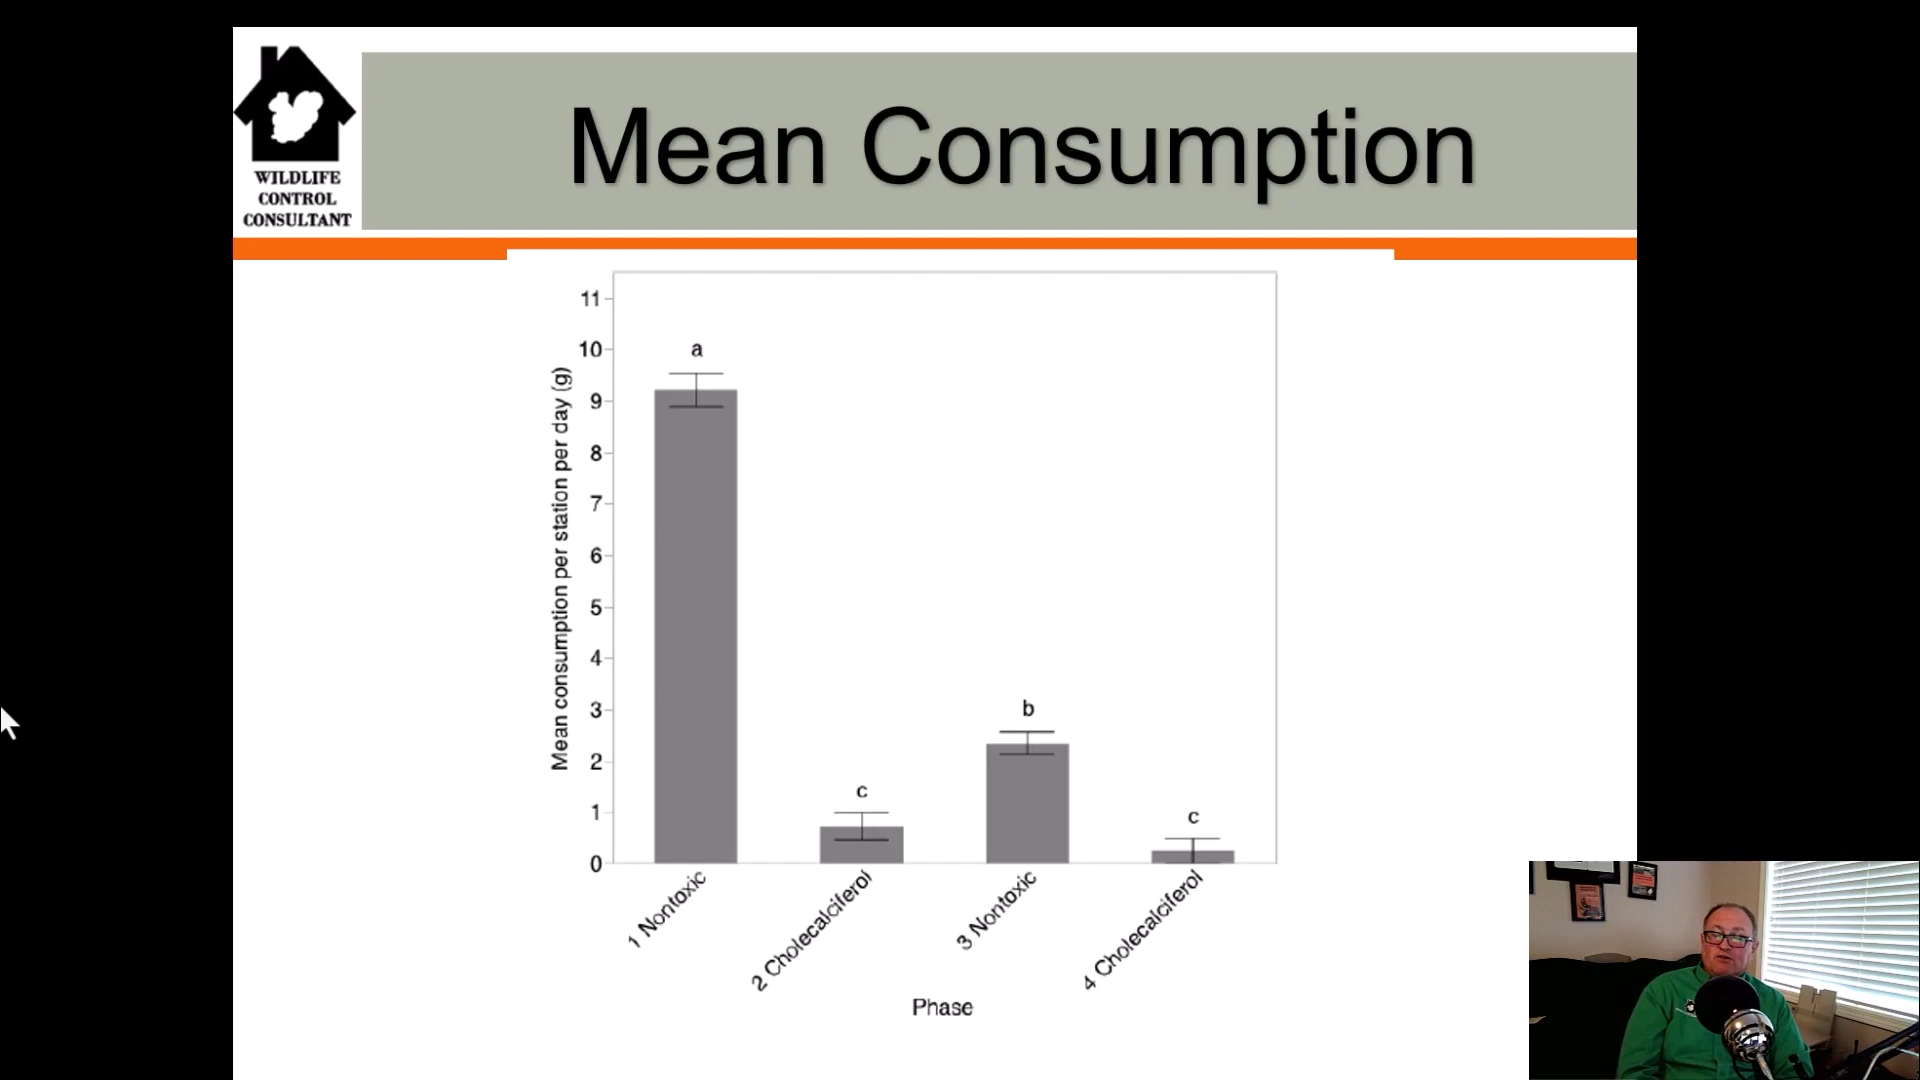 WILDLIFE
CONTROL
CONSULTANT
Mean Consumption
Mean consumption per station per day (g)
11
10
9
8
7
6
5
4
3
2
1
0
a
c
b
c
1 Nontoxic
2 Cholecalciferol
3 Nontoxic
4 Cholecalciferol
Phase